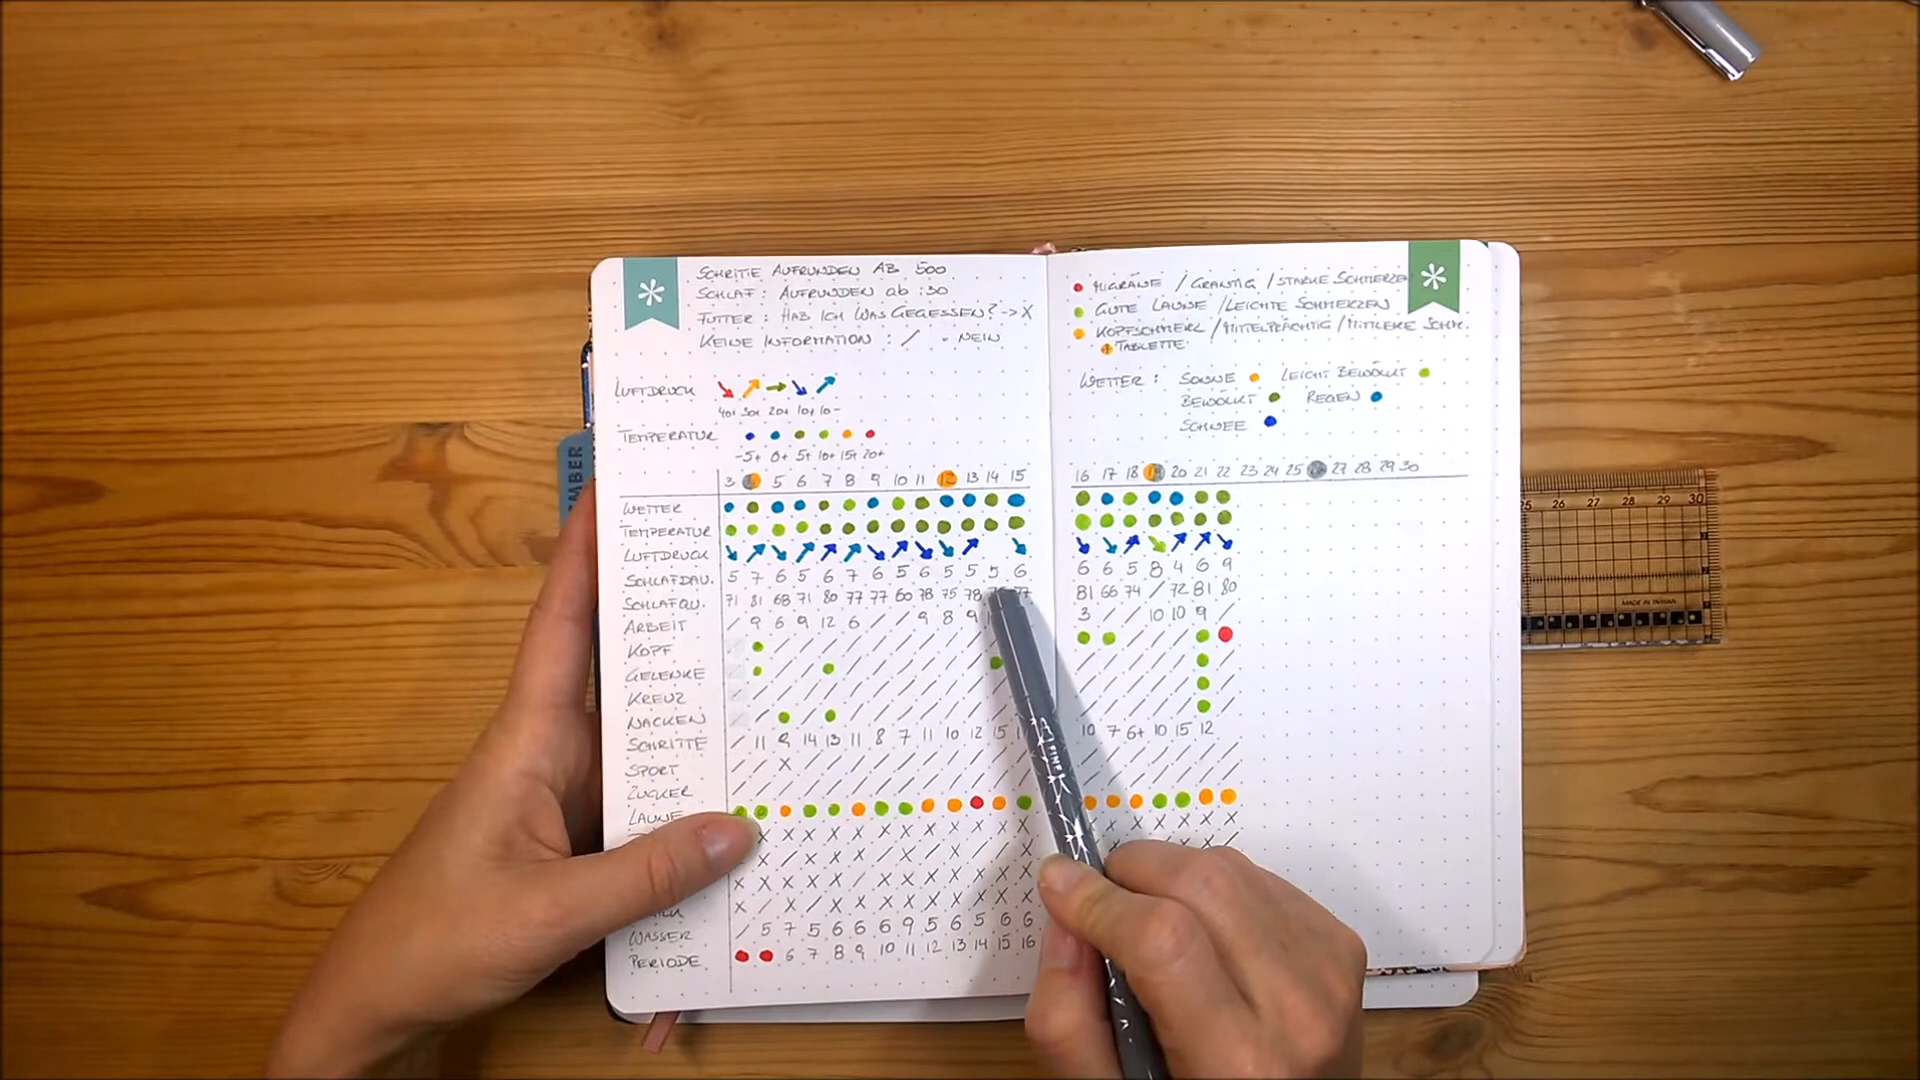 SCHRITTE AUFRUNDEN AB 500
SCHLAF: AUFRUNDEN ab :30
FUTTER: HAB ICH WAS GEGESSEN? -> X
KEINE INFORMATION : / = NEIN
LUFTDRUCK
40+ 30+ 20+ 10+ 10-
TEMPERATUR
-5+ 0+ 5+ 10+ 15+ 20+
3 5 6 7 8 9 10 11 12 13 14 15
WETTER
TEMPERATUR
LUFTDRUCK
SCHLAFDAU. 5 7 6 5 6 7 6 5 6 5 5 5 6
SCHLAFQU. 71 81 68 71 80 77 77 60 78 75 78 77
ARBEIT / 9 6 9 12 6 / / 9 8 9
KOPF
GELENKE
KREUZ
NACKEN
SCHRITTE / 11 9 14 13 11 8 7 11 10 12 15
SPORT / / X / / / / / / / / /
ZUCKER
LAUNE
X X X X X X X X X X X X
X / X X X / X / X / / X
X X X X X / X X X X X X X
X / X / X X X X X X X X X
WASSER / 5 7 5 6 6 6 9 5 6 5 6 6
PERIODE 6 7 8 9 10 11 12 13 14 15 16
MIGRÄNE / GRANTIG / STARKE SCHMERZEN
GUTE LAUNE / LEICHTE SCHMERZEN
KOPFSCHMERZ / MITTELPRÄCHTIG / MITTLERE SCHM.
TABLETTE
WETTER : SONNE LEICHT BEWÖLKT
BEWÖLKT REGEN
SCHNEE
16 17 18 19 20 21 22 23 24 25 27 28 29 30
6 6 5 8 4 6 9
81 66 74 / 72 81 80
3 / / 10 10 9 /
10 7 6+ 10 15 12
25 26 27 28 29 30
MADE IN TAIWAN
MBER
FINE